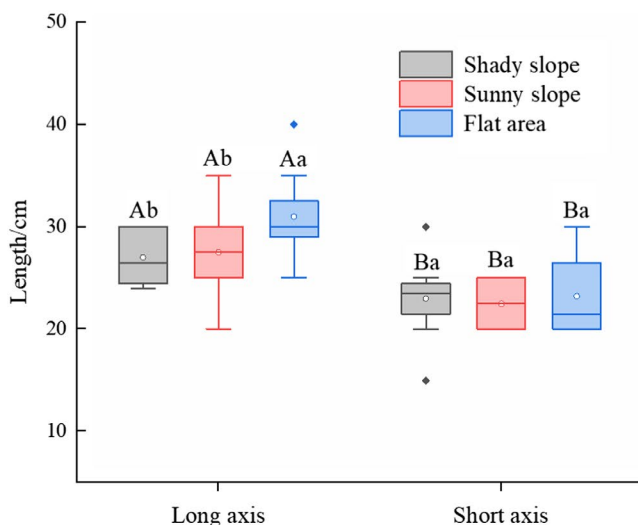 50
Shady slope
Sunny slope
Flat area
40
Ab
Ab
Aa
30
Ba
Ba
Ba
20
10
Length/cm
Long axis
Short axis